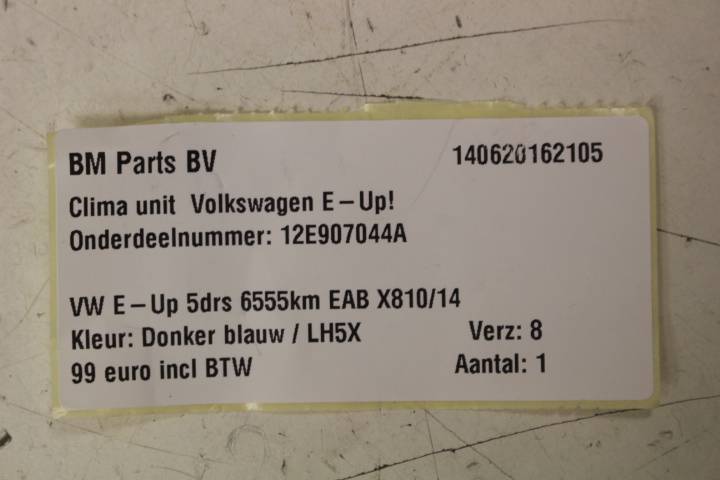 BM Parts BV 140620162105
Clima unit Volkswagen E-Up!
Onderdeelnummer: 12E907044A
VW E-Up 5drs 6555km EAB X810/14
Kleur: Donker blauw / LH5X Verz: 8
99 euro incl BTW Aantal: 1